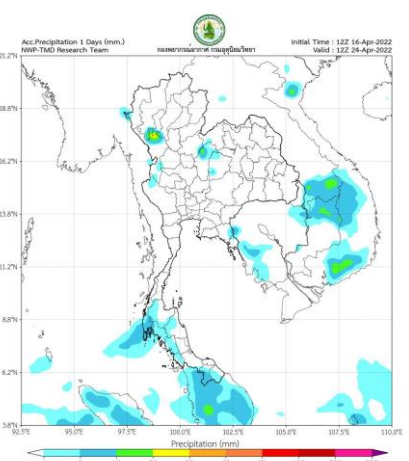 Acc.Precipitation 1 Days (mm.)
NWP-TMD Research Team
กองพยากรณ์อากาศ กรมอุตุนิยมวิทยา
Initial Time : 12Z 16-Apr-2022
Valid : 12Z 24-Apr-2022
21.2°N
18.8°N
16.2°N
13.8°N
11.2°N
8.8°N
6.2°N
3.8°N
92.5°E 95.0°E 97.5°E 100.0°E 102.5°E 105.0°E 107.5°E 110.0°E
Precipitation (mm)